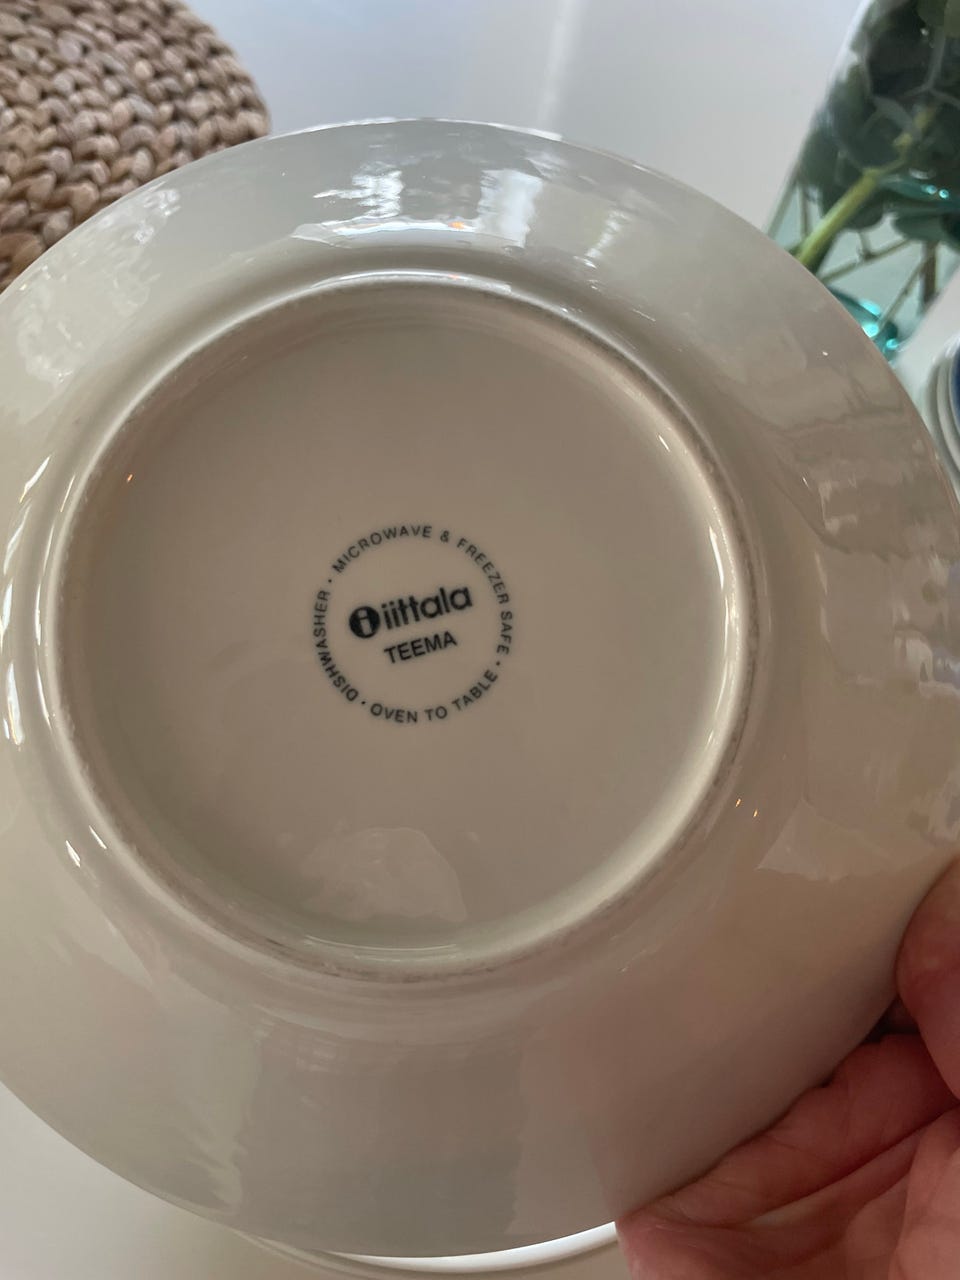 MICROWAVE & FREEZER SAFE · OVEN TO TABLE · DISHWASHER ·
iittala
TEEMA